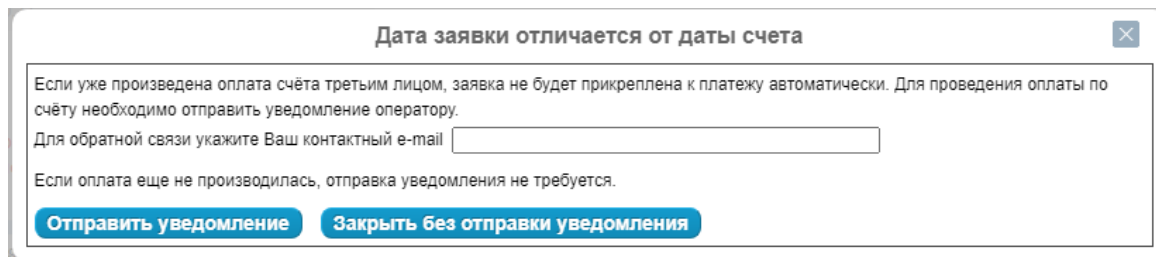 Дата заявки отличается от даты счета
Если уже произведена оплата счёта третьим лицом, заявка не будет прикреплена к платежу автоматически. Для проведения оплаты по
счёту необходимо отправить уведомление оператору.
Для обратной связи укажите Ваш контактный e-mail
Если оплата еще не производилась, отправка уведомления не требуется.
Отправить уведомление Закрыть без отправки уведомления